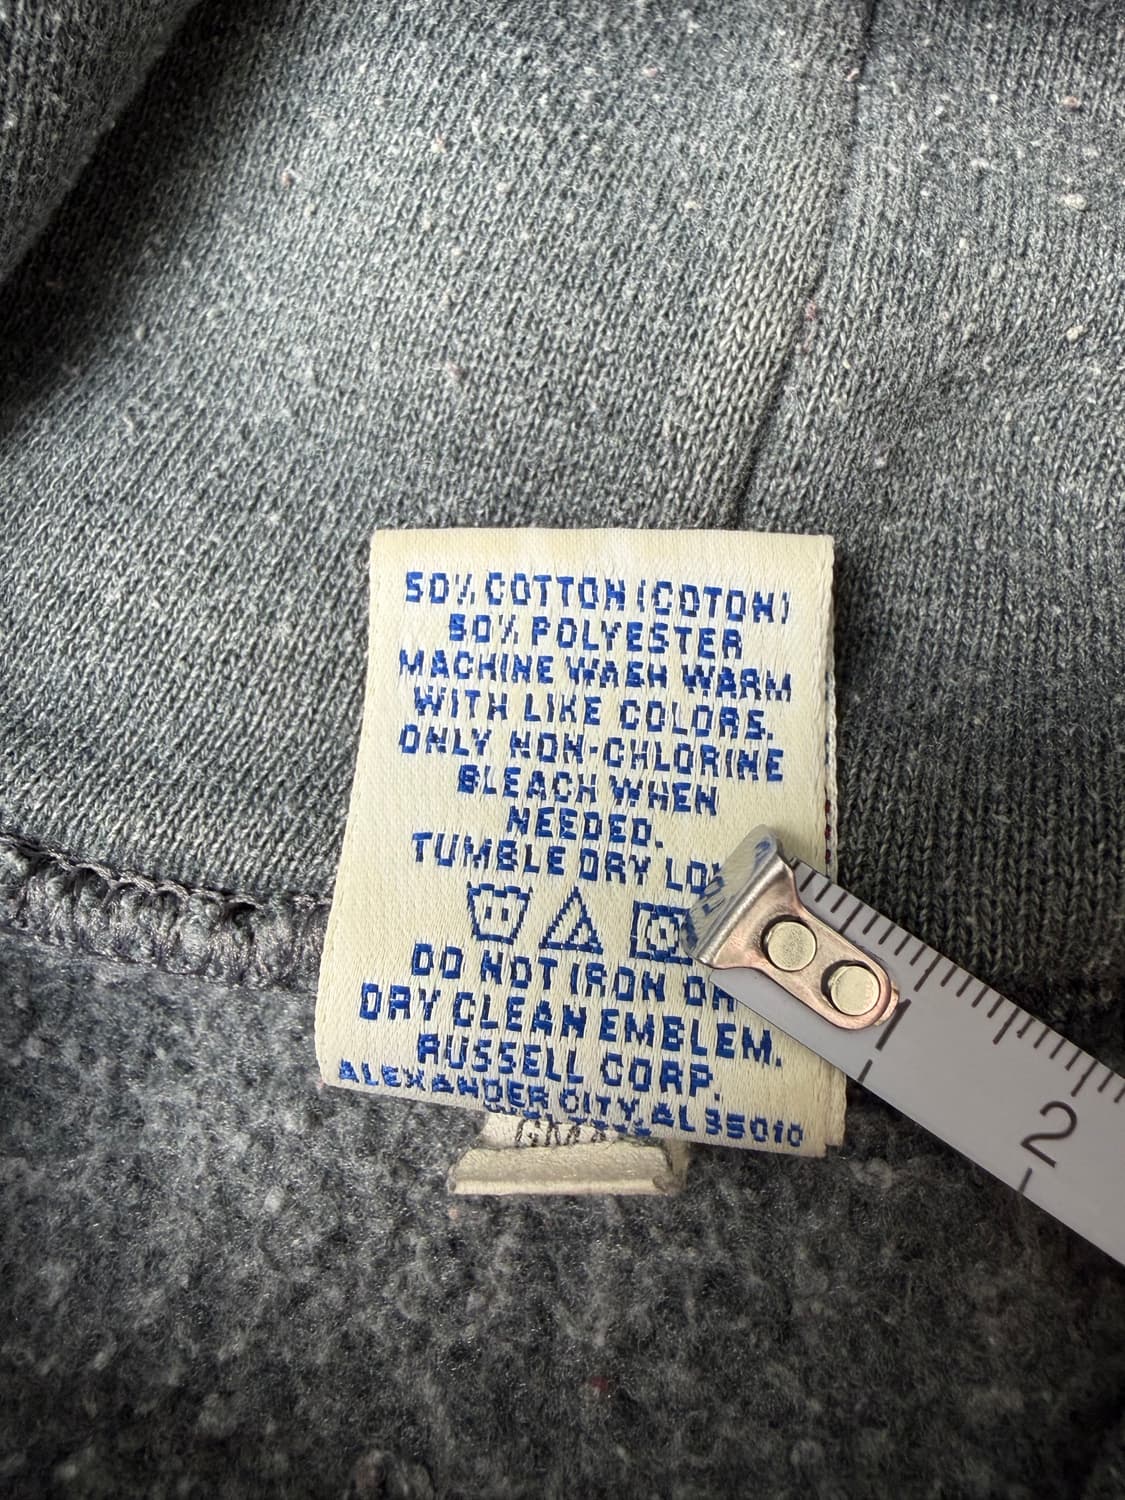 50% COTTON (COTON)
50% POLYESTER
MACHINE WASH WARM
WITH LIKE COLORS.
ONLY NON-CHLORINE
BLEACH WHEN
NEEDED.
TUMBLE DRY
DO NOT IRON OR
DRY CLEAN EMBLEM.
RUSSELL CORP.
ALEXANDER CITY, AL 35010
1
2